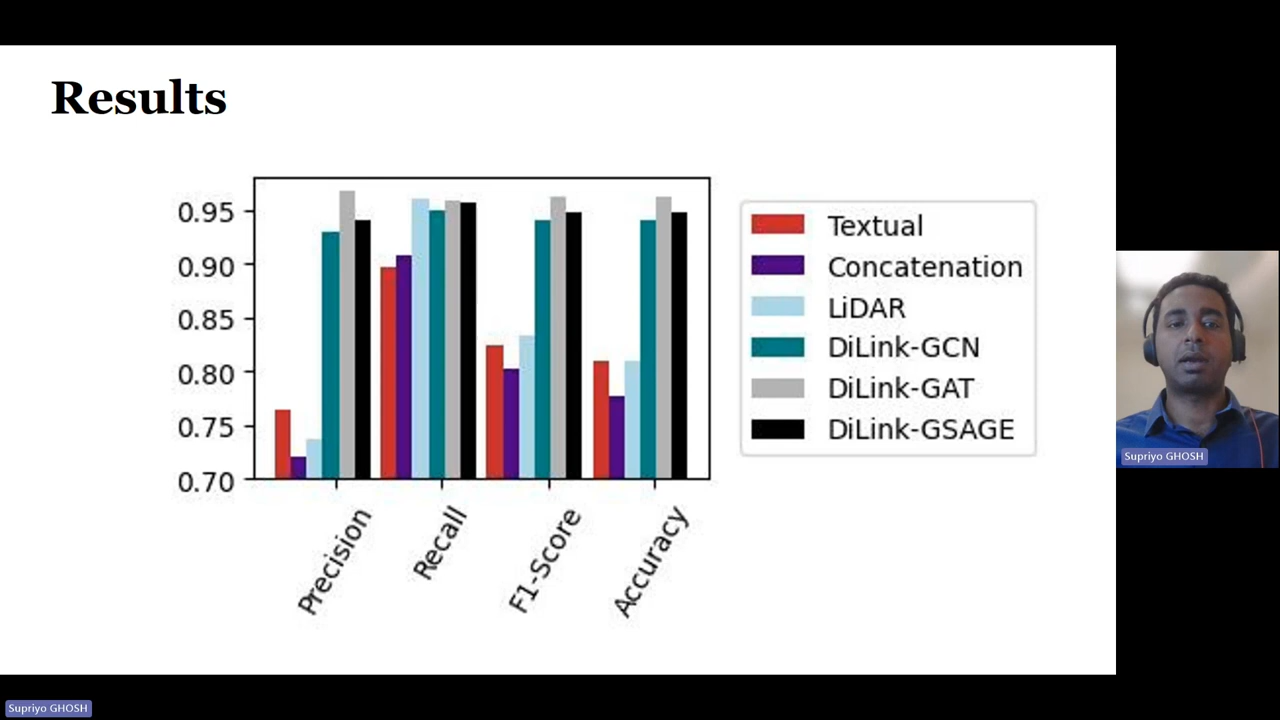 Results
0.95
0.90
0.85
0.80
0.75
0.70
Precision
Recall
F1-Score
Accuracy
Textual
Concatenation
LiDAR
DiLink-GCN
DiLink-GAT
DiLink-GSAGE
Supriyo GHOSH
Supriyo GHOSH